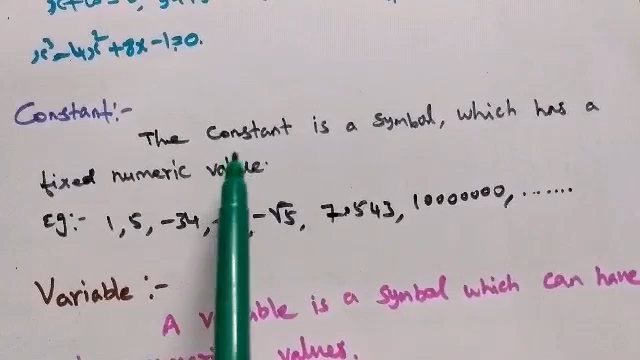 x³-4x²+8x-1=0.
Constant:-
The constant is a symbol, which has a
fixed numeric value.
Eg:- 1, 5, -34, -√5, 7.543, 10000000, .......
Variable:-
A variable is a symbol which can have
values.